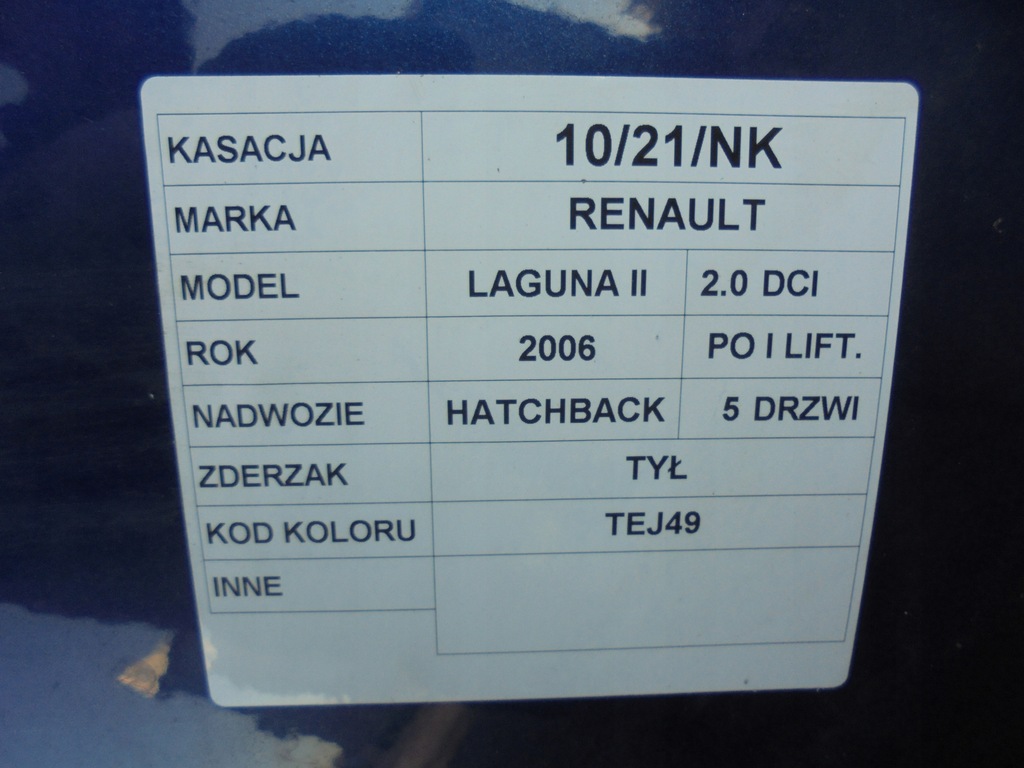 KASACJA 10/21/NK
MARKA RENAULT
MODEL LAGUNA II 2.0 DCI
ROK 2006 PO I LIFT.
NADWOZIE HATCHBACK 5 DRZWI
ZDERZAK TYŁ
KOD KOLORU TEJ49
INNE